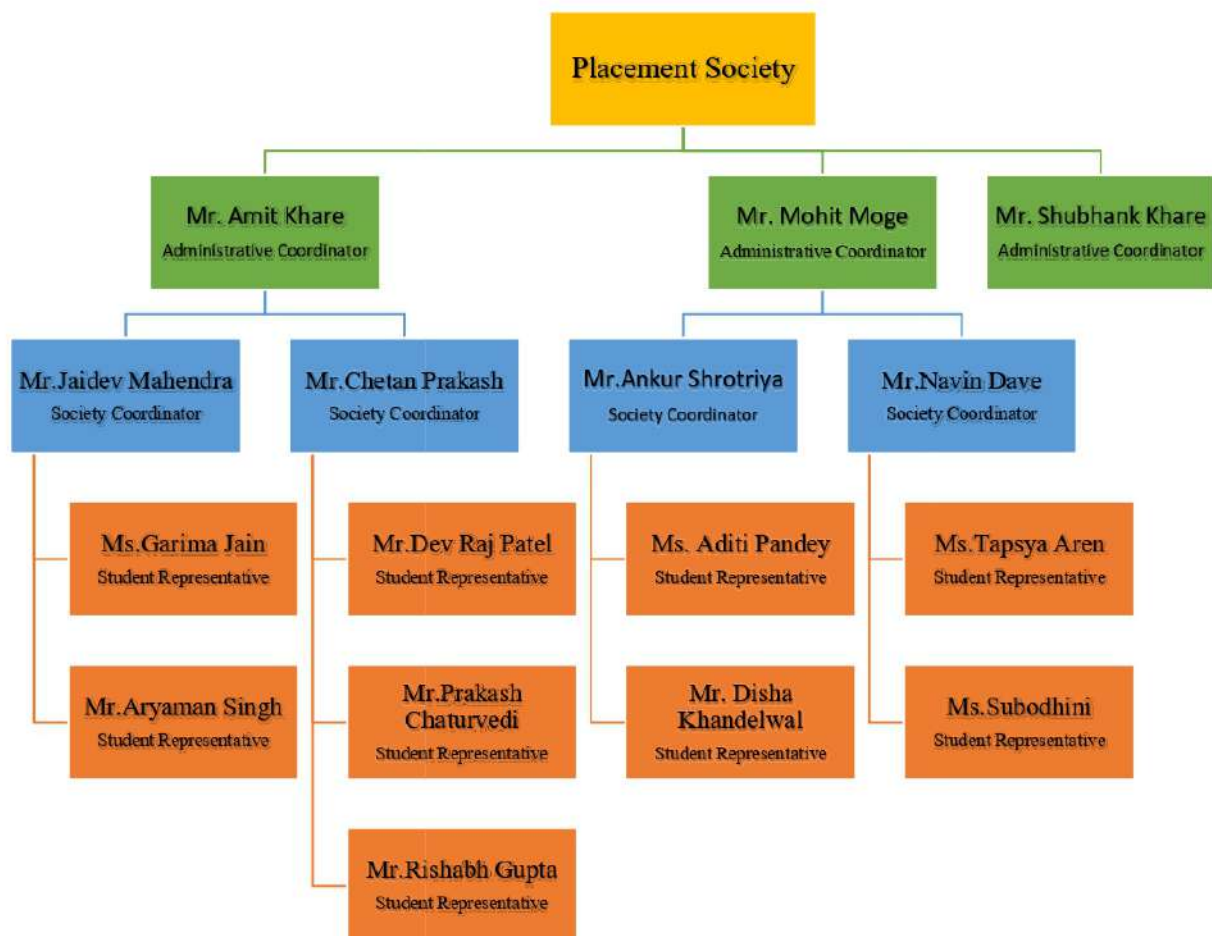 Placement Society
Mr. Amit Khare
Administrative Coordinator
Mr. Mohit Moge
Administrative Coordinator
Mr. Shubhank Khare
Administrative Coordinator
Mr.Jaidev Mahendra
Society Coordinator
Mr.Chetan Prakash
Society Coordinator
Mr.Ankur Shrotriya
Society Coordinator
Mr.Navin Dave
Society Coordinator
Ms.Garima Jain
Student Representative
Mr.Dev Raj Patel
Student Representative
Ms. Aditi Pandey
Student Representative
Ms.Tapsya Aren
Student Representative
Mr.Aryaman Singh
Student Representative
Mr.Prakash
Chaturvedi
Student Representative
Mr. Disha
Khandelwal
Student Representative
Ms.Subodhini
Student Representative
Mr.Rishabh Gupta
Student Representative